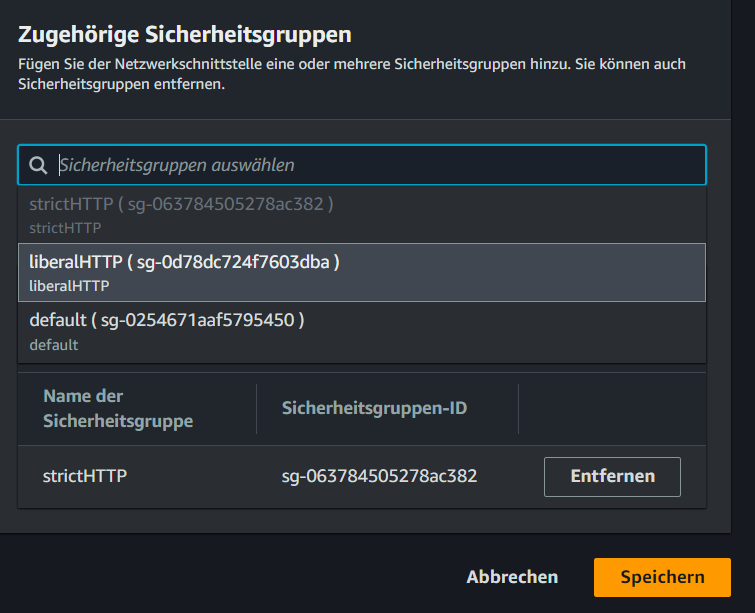 Zugehörige Sicherheitsgruppen
Fügen Sie der Netzwerkschnittstelle eine oder mehrere Sicherheitsgruppen hinzu. Sie können auch
Sicherheitsgruppen entfernen.
Sicherheitsgruppen auswählen
strictHTTP ( sg-063784505278ac382 )
strictHTTP
liberalHTTP ( sg-0d78dc724f7603dba )
liberalHTTP
default ( sg-0254671aaf5795450 )
default
Name der
Sicherheitsgruppe
Sicherheitsgruppen-ID
strictHTTP
sg-063784505278ac382
Entfernen
Abbrechen
Speichern